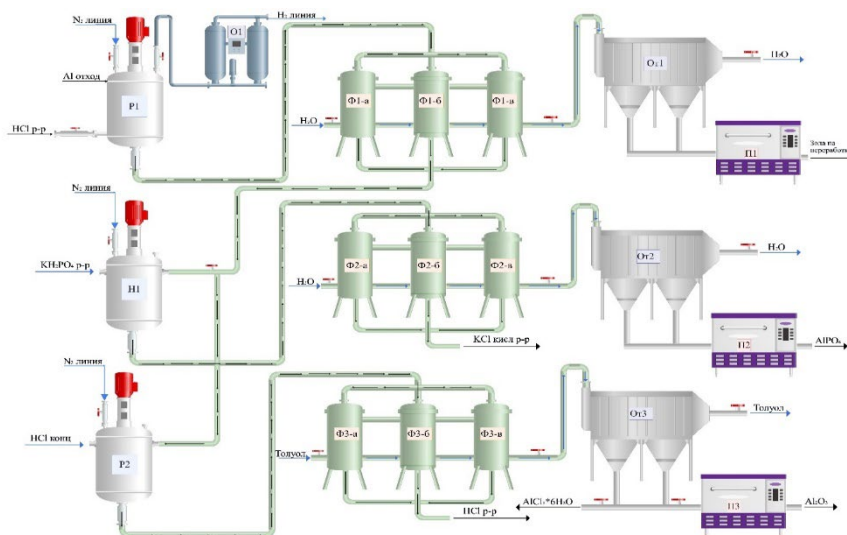 N₂ линия
H₂ линия
O1
Al отход
P1
HCl р-р
Ф1-а
Ф1-б
Ф1-а
H₂O
От1
H₂O
П1
Зола на
переработк
N₂ линия
KH₂PO₄ р-р
H1
Ф2-а
Ф2-б
Ф2-в
H₂O
KCl кисл р-р
От2
H₂O
П2
AlPO₄
N₂ линия
HCl конц
P2
Ф3-а
Ф3-б
Ф3-в
Толуол
HCl р-р
От3
Толуол
AlCl₃*6H₂O
П3
Al₂O₃